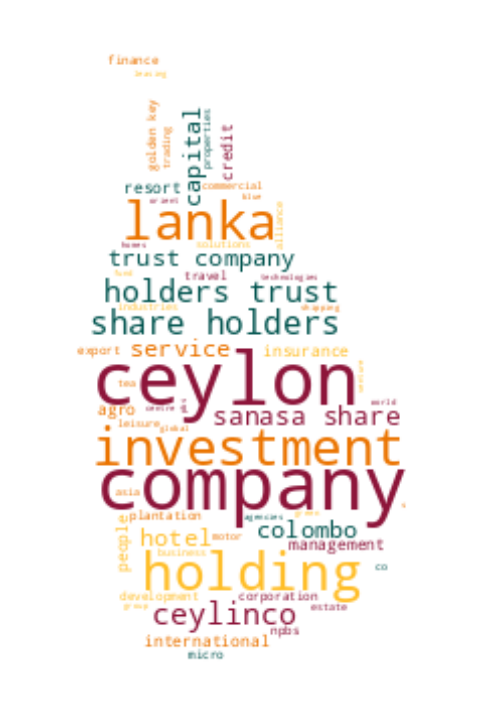 finance
leasing
golden key
trading
capital
properties
credit
resort
commercial
orient
blue
lanka
alliance
homes
solutions
trust company
fund
travel
technologies
holders trust
industries
shipping
share holders
export
service
insurance
ceylon
venture
tea
agro
centre
world
sanasa share
leisure
global
investment
company
asia
people
plantation
agencies
green
hotel
motor
colombo
management
business
holding
co
development
corporation
group
ceylinco
estate
npbs
international
micro